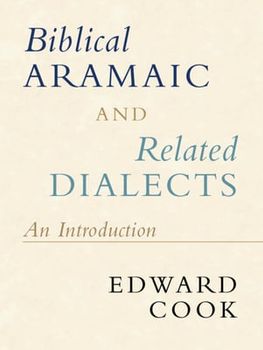 Biblical
ARAMAIC
AND
Related
DIALECTS
An Introduction
EDWARD
COOK